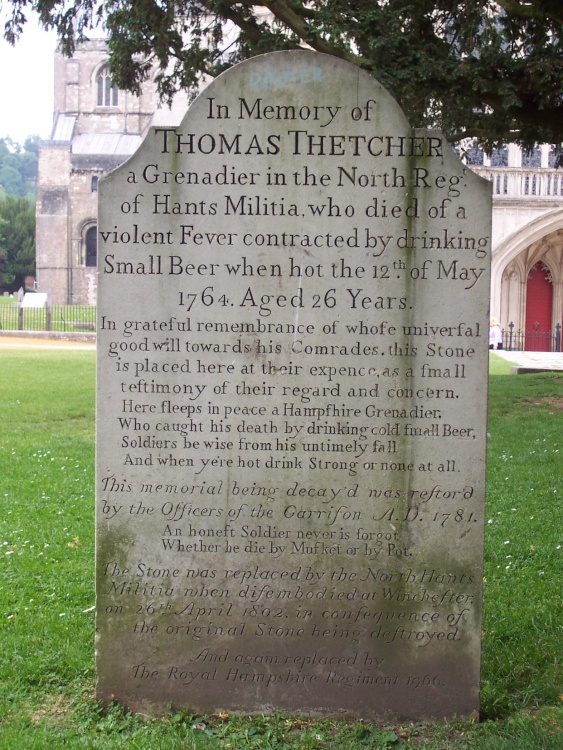 In Memory of
THOMAS THETCHER
a Grenadier in the North Reg.
of Hants Militia, who died of a
violent Fever contracted by drinking
Small Beer when hot the 12th of May
1764. Aged 26 Years.
In grateful remembrance of whoſe univerſal
good will towards his Comrades, this Stone
is placed here at their expence, as a ſmall
teſtimony of their regard and concern.
Here ſleeps in peace a Hampſhire Grenadier,
Who caught his death by drinking cold ſmall Beer,
Soldiers be wise from his untimely fall
And when ye're hot drink Strong or none at all.
This memorial being decay'd was reſtor'd
by the Officers of the Garriſon A.D. 1781.
An honeſt Soldier never is forgot
Whether he die by Muſket or by Pot.
The Stone was replaced by the North Hants
Militia when diſembodied at Wincheſter,
on 26th April 1802, in conſequence of
the original Stone being deſtroyed.
And again replaced by
The Royal Hampshire Regiment 1966.